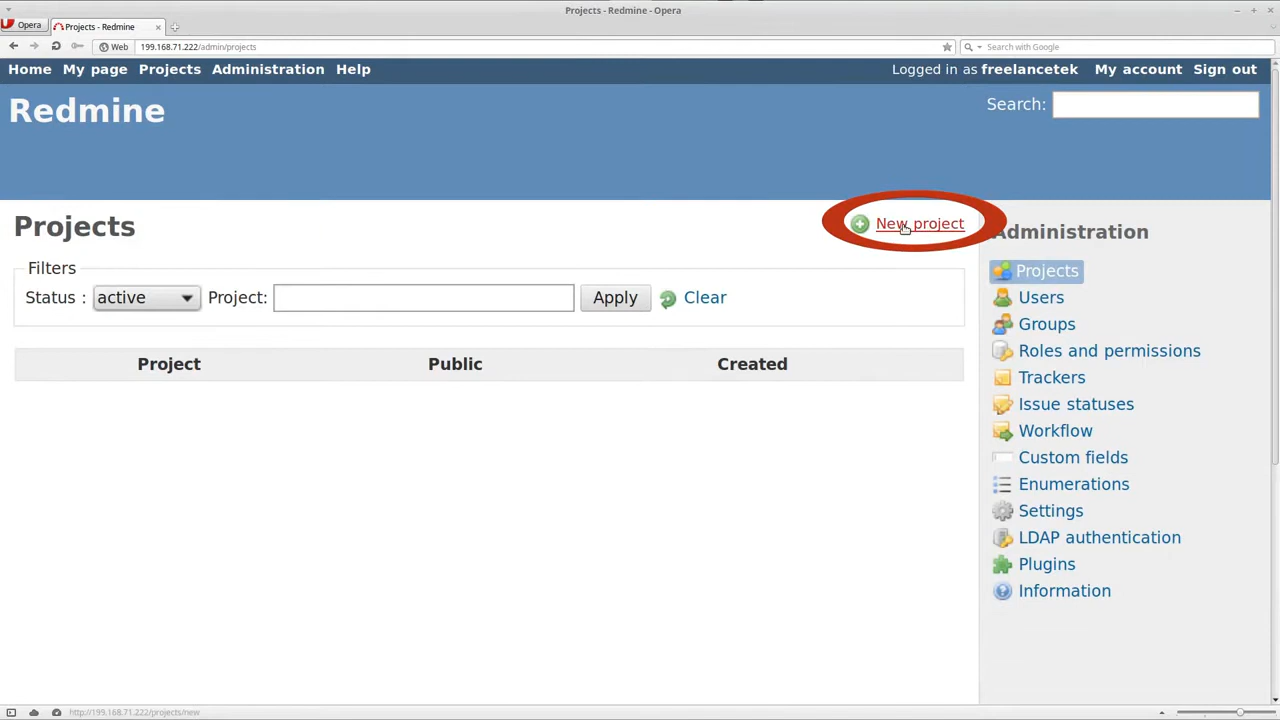 Projects - Redmine - Opera
Opera
Projects - Redmine
Web
199.168.71.222/admin/projects
Search with Google
Home My page Projects Administration Help
Logged in as freelancetek My account Sign out
Redmine
Search:
Projects
New project
Filters
Status : active Project: Apply Clear
Project Public Created
Administration
Projects
Users
Groups
Roles and permissions
Trackers
Issue statuses
Workflow
Custom fields
Enumerations
Settings
LDAP authentication
Plugins
Information
http://199.168.71.222/projects/new